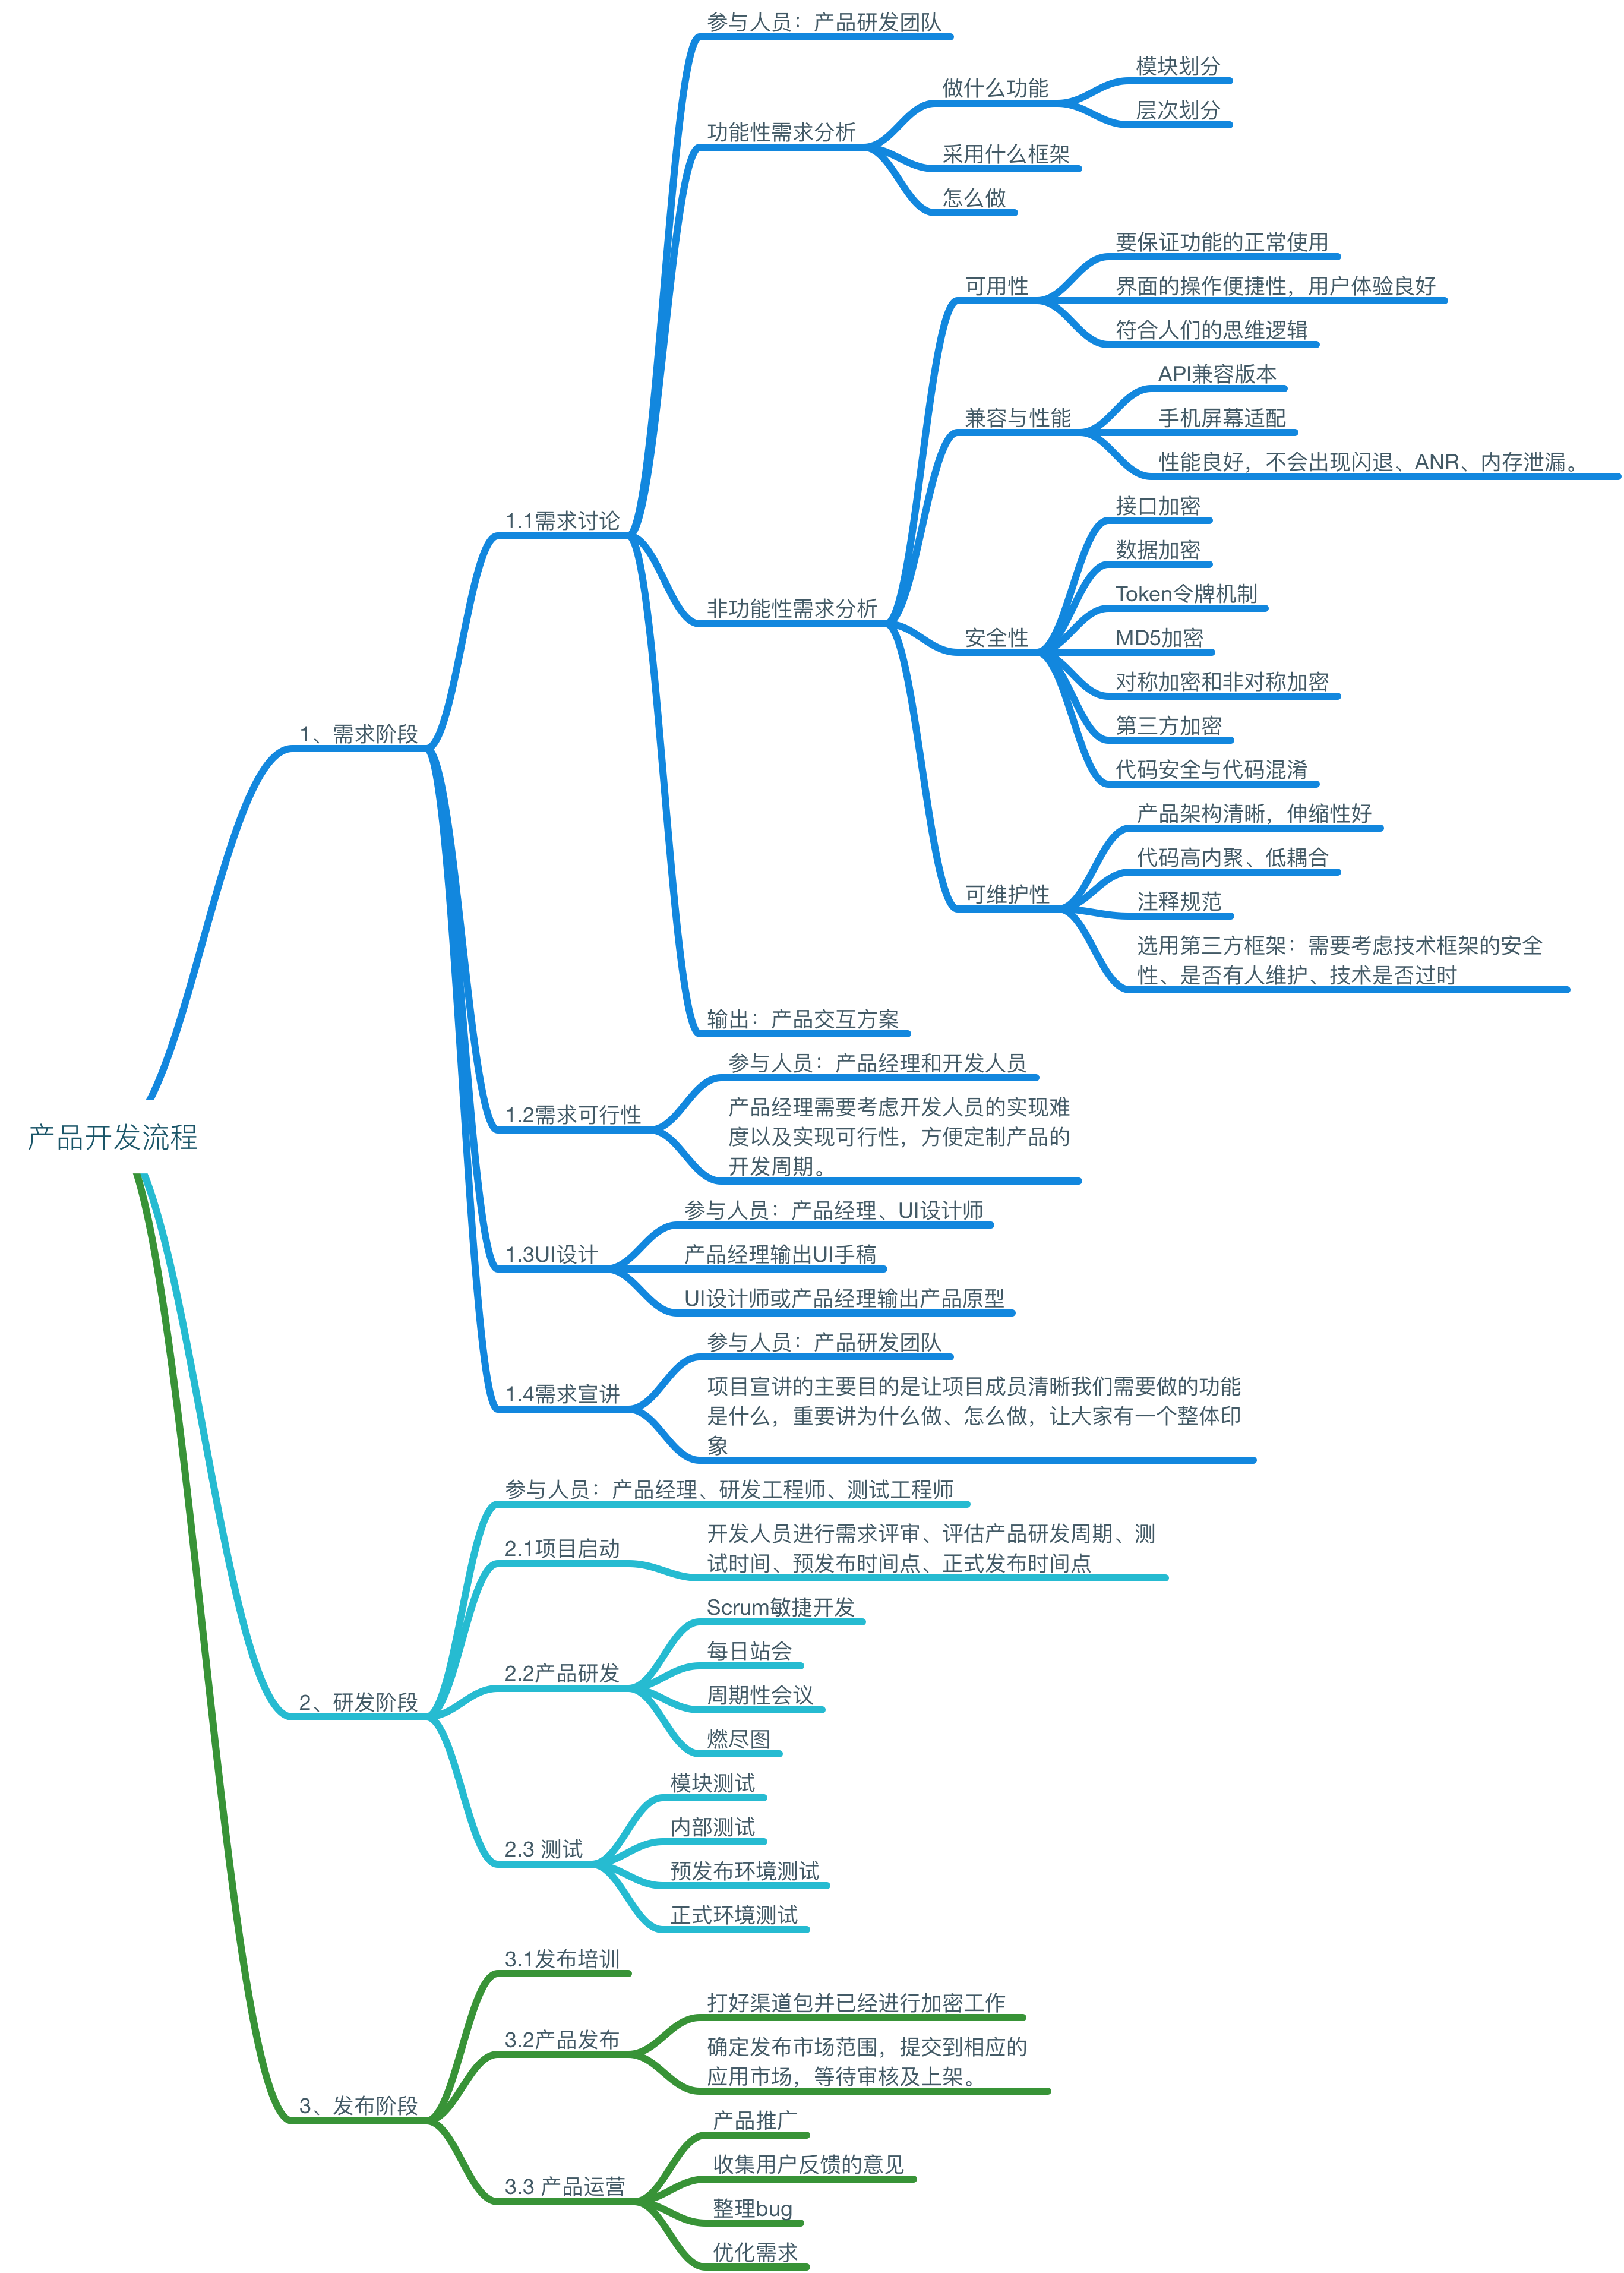 产品开发流程
1、需求阶段
1.1需求讨论
参与人员：产品研发团队
功能性需求分析
做什么功能
模块划分
层次划分
采用什么框架
怎么做
非功能性需求分析
可用性
要保证功能的正常使用
界面的操作便捷性，用户体验良好
符合人们的思维逻辑
兼容与性能
API兼容版本
手机屏幕适配
性能良好，不会出现闪退、ANR、内存泄漏。
安全性
接口加密
数据加密
Token令牌机制
MD5加密
对称加密和非对称加密
第三方加密
代码安全与代码混淆
可维护性
产品架构清晰，伸缩性好
代码高内聚、低耦合
注释规范
选用第三方框架：需要考虑技术框架的安全
性、是否有人维护、技术是否过时
输出：产品交互方案
1.2需求可行性
参与人员：产品经理和开发人员
产品经理需要考虑开发人员的实现难
度以及实现可行性，方便定制产品的
开发周期。
1.3UI设计
参与人员：产品经理、UI设计师
产品经理输出UI手稿
UI设计师或产品经理输出产品原型
1.4需求宣讲
参与人员：产品研发团队
项目宣讲的主要目的是让项目成员清晰我们需要做的功能
是什么，重要讲为什么做、怎么做，让大家有一个整体印
象
2、研发阶段
参与人员：产品经理、研发工程师、测试工程师
2.1项目启动
开发人员进行需求评审、评估产品研发周期、测
试时间、预发布时间点、正式发布时间点
2.2产品研发
Scrum敏捷开发
每日站会
周期性会议
燃尽图
2.3 测试
模块测试
内部测试
预发布环境测试
正式环境测试
3、发布阶段
3.1发布培训
3.2产品发布
打好渠道包并已经进行加密工作
确定发布市场范围，提交到相应的
应用市场，等待审核及上架。
3.3 产品运营
产品推广
收集用户反馈的意见
整理bug
优化需求